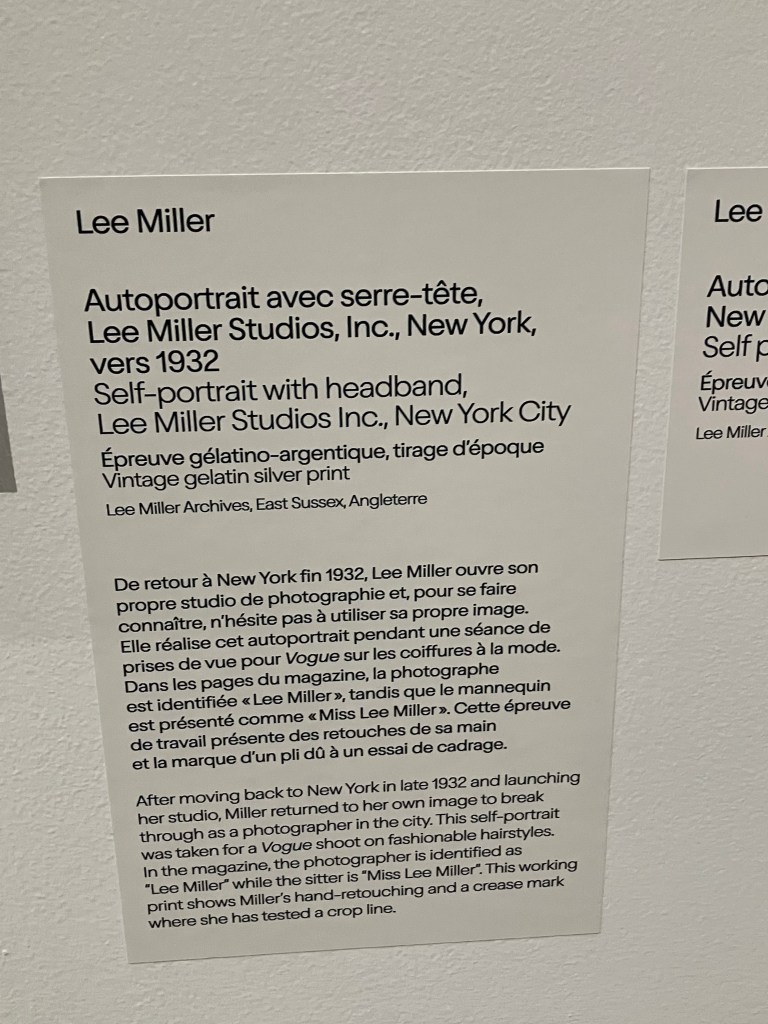 Lee Miller
Autoportrait avec serre-tête,
Lee Miller Studios, Inc., New York,
vers 1932
Self-portrait with headband,
Lee Miller Studios Inc., New York City
Épreuve gélatino-argentique, tirage d'époque
Vintage gelatin silver print
Lee Miller Archives, East Sussex, Angleterre
De retour à New York fin 1932, Lee Miller ouvre son
propre studio de photographie et, pour se faire
connaître, n'hésite pas à utiliser sa propre image.
Elle réalise cet autoportrait pendant une séance de
prises de vue pour Vogue sur les coiffures à la mode.
Dans les pages du magazine, la photographe
est identifiée « Lee Miller », tandis que le mannequin
est présenté comme « Miss Lee Miller ». Cette épreuve
de travail présente des retouches de sa main
et la marque d'un pli dû à un essai de cadrage.
After moving back to New York in late 1932 and launching
her studio, Miller returned to her own image to break
through as a photographer in the city. This self-portrait
was taken for a Vogue shoot on fashionable hairstyles.
In the magazine, the photographer is identified as
"Lee Miller" while the sitter is "Miss Lee Miller". This working
print shows Miller's hand-retouching and a crease mark
where she has tested a crop line.
Lee
Auto
New
Self p
Épreuv
Vintage
Lee Miller